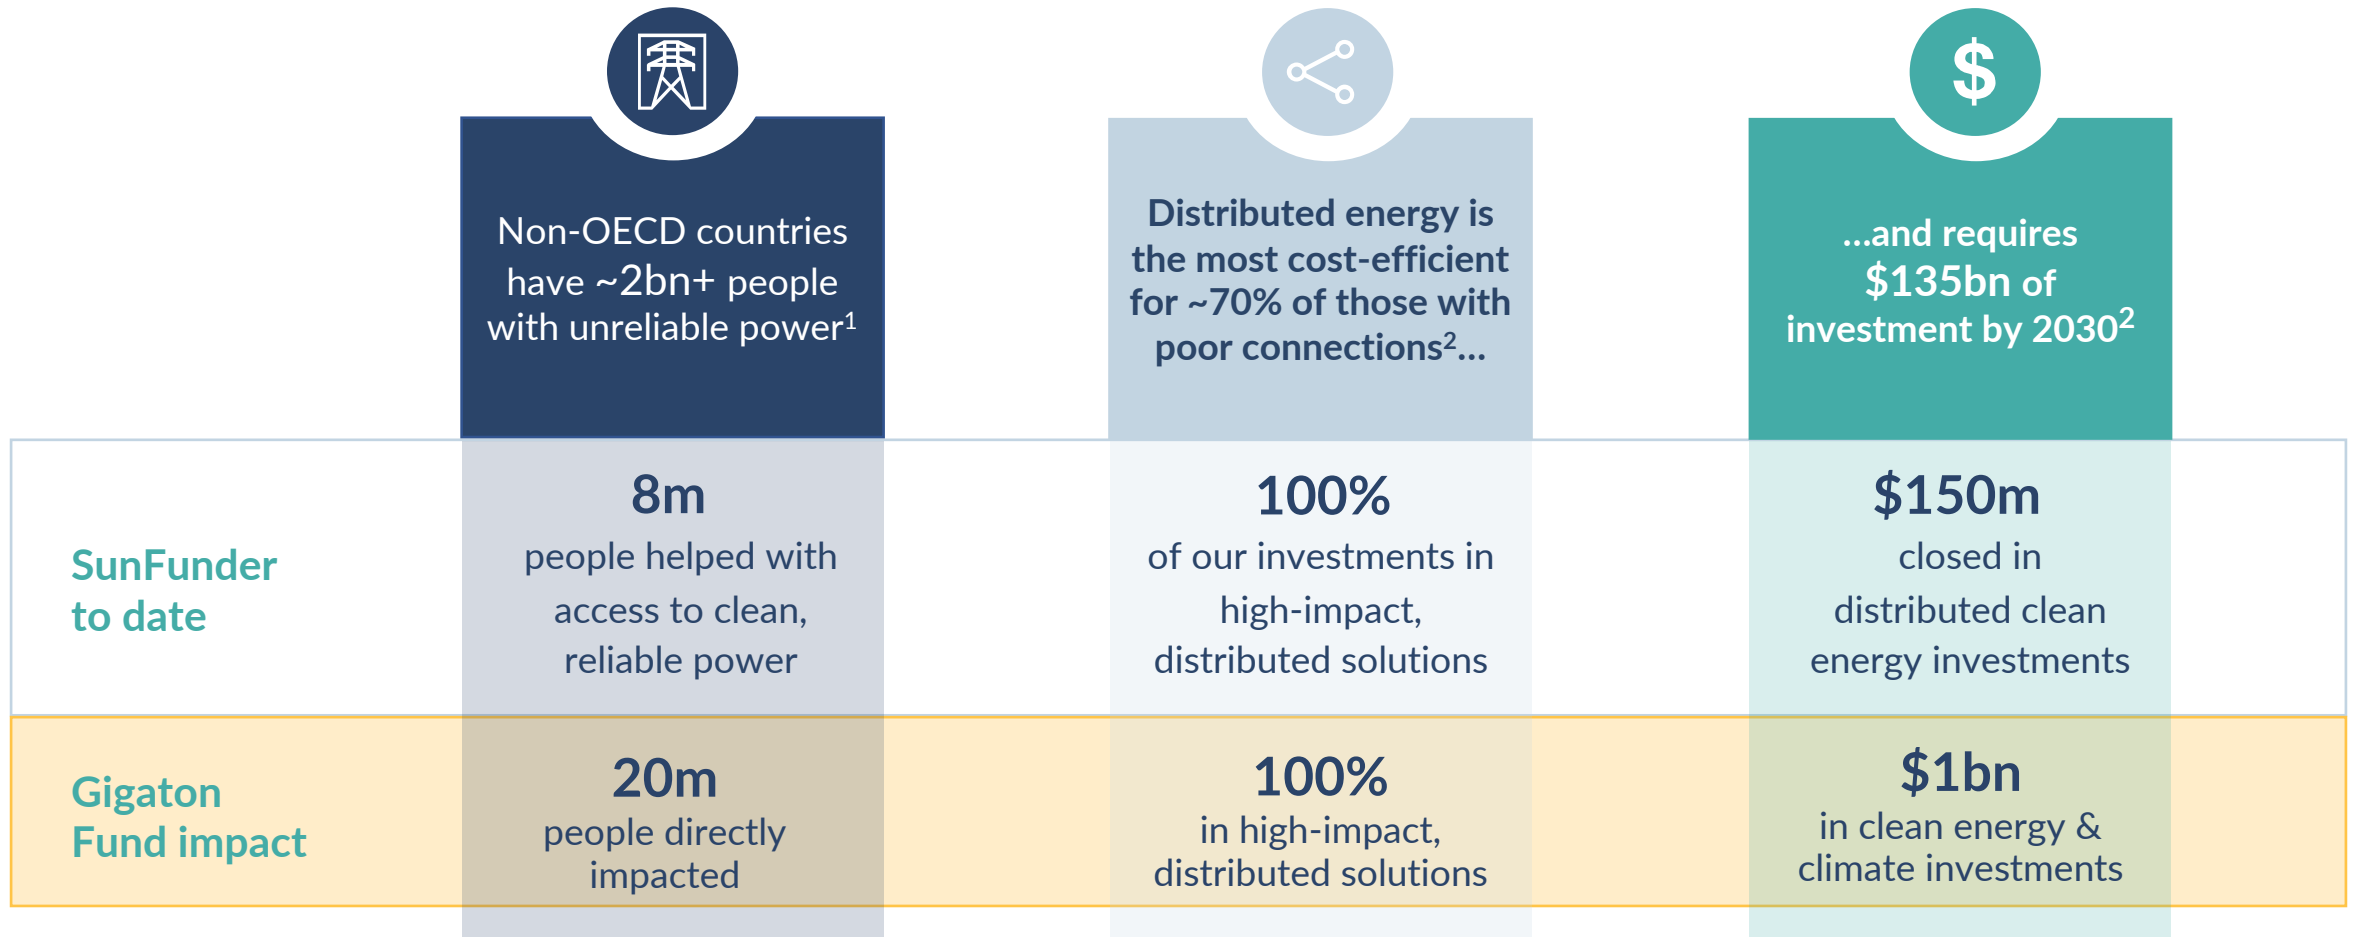 Non-OECD countries
have ~2bn+ people
with unreliable power¹
Distributed energy is
the most cost-efficient
for ~70% of those with
poor connections²...
...and requires
$135bn of
investment by 2030²
SunFunder
to date
8m
people helped with
access to clean,
reliable power
100%
of our investments in
high-impact,
distributed solutions
$150m
closed in
distributed clean
energy investments
Gigaton
Fund impact
20m
people directly
impacted
100%
in high-impact,
distributed solutions
$1bn
in clean energy &
climate investments